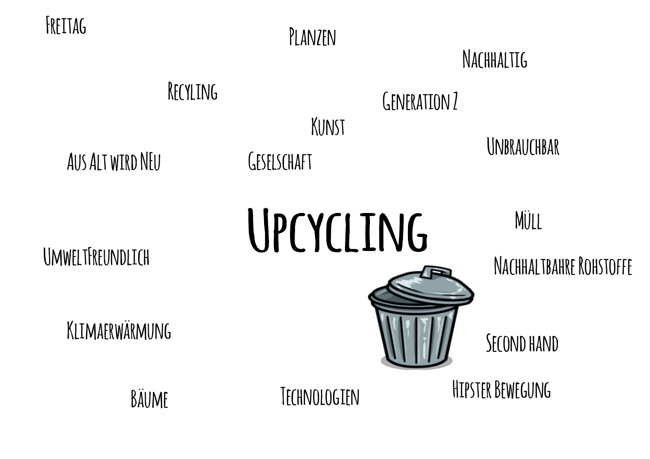 Freitag
Planzen
Nachhaltig
Recyling
Generation Z
Kunst
Unbrauchbar
Aus Alt wird Neu
Geselschaft
Upcycling
Müll
UmweltFreundlich
Nachhaltbahre Rohstoffe
Klimaerwärmung
Second hand
Bäume
Technologien
Hipster Bewegung